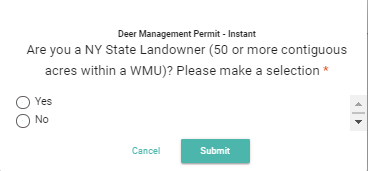 Deer Management Permit - Instant
Are you a NY State Landowner (50 or more contiguous
acres within a WMU)? Please make a selection *
Yes
No
Cancel
Submit